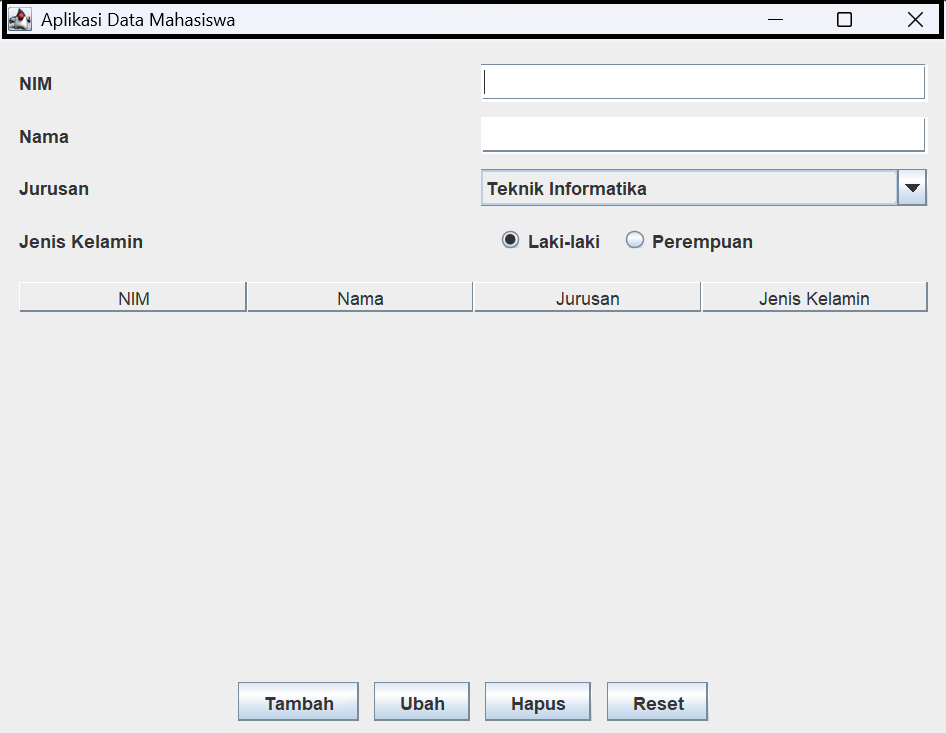 Aplikasi Data Mahasiswa
NIM
Nama
Jurusan Teknik Informatika
Jenis Kelamin Laki-laki Perempuan
NIM Nama Jurusan Jenis Kelamin
Tambah Ubah Hapus Reset